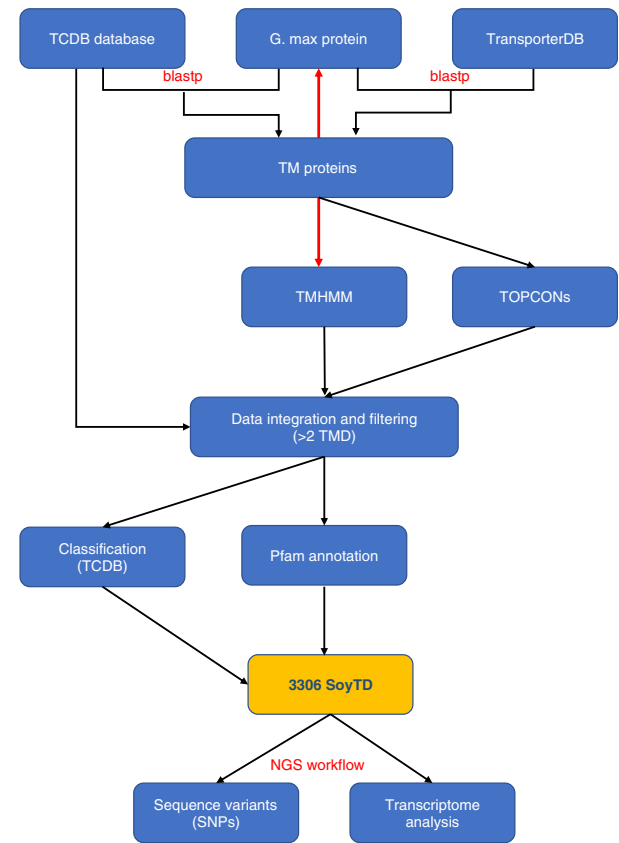 TCDB database
G. max protein
TransporterDB
blastp
blastp
TM proteins
TMHMM
TOPCONs
Data integration and filtering
(>2 TMD)
Classification
(TCDB)
Pfam annotation
3306 SoyTD
NGS workflow
Sequence variants
(SNPs)
Transcriptome
analysis